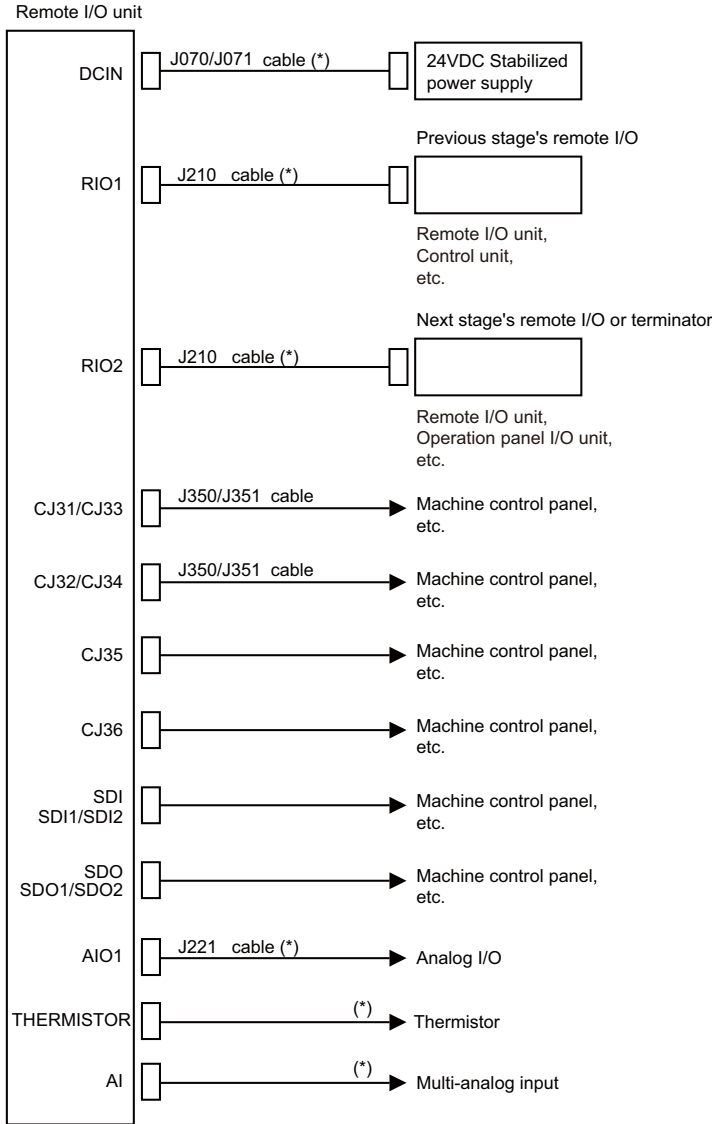 Remote I/O unit
DCIN
J070/J071 cable (*)
24VDC Stabilized
power supply
Previous stage's remote I/O
RIO1
J210 cable (*)
Remote I/O unit,
Control unit,
etc.
Next stage's remote I/O or terminator
RIO2
J210 cable (*)
Remote I/O unit,
Operation panel I/O unit,
etc.
CJ31/CJ33
J350/J351 cable
Machine control panel,
etc.
CJ32/CJ34
J350/J351 cable
Machine control panel,
etc.
CJ35
Machine control panel,
etc.
CJ36
Machine control panel,
etc.
SDI
SDI1/SDI2
Machine control panel,
etc.
SDO
SDO1/SDO2
Machine control panel,
etc.
AIO1
J221 cable (*)
Analog I/O
THERMISTOR
(*)
Thermistor
AI
(*)
Multi-analog input